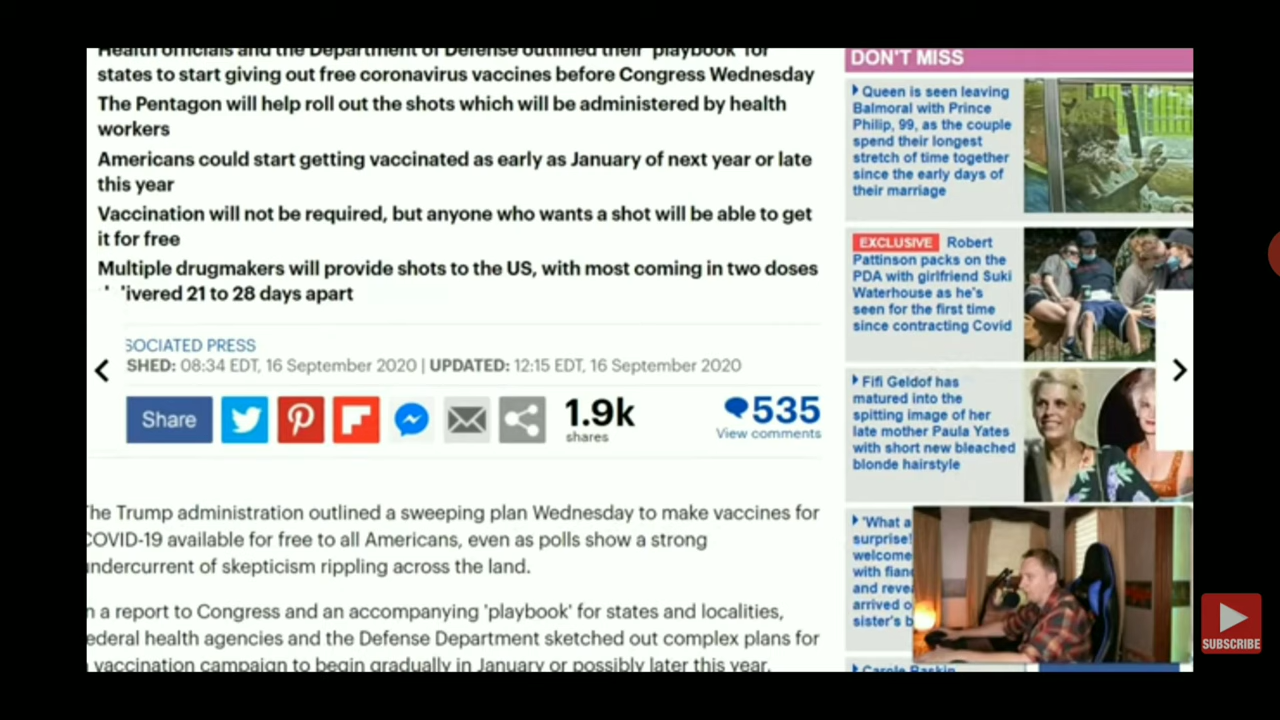 Health officials and the Department of Defense outlined their 'playbook' for
states to start giving out free coronavirus vaccines before Congress Wednesday
The Pentagon will help roll out the shots which will be administered by health
workers
Americans could start getting vaccinated as early as January of next year or late
this year
Vaccination will not be required, but anyone who wants a shot will be able to get
it for free
Multiple drugmakers will provide shots to the US, with most coming in two doses
ivered 21 to 28 days apart
SOCIATED PRESS
SHED: 08:34 EDT, 16 September 2020 | UPDATED: 12:15 EDT, 16 September 2020
Share
1.9k
shares
535
View comments
he Trump administration outlined a sweeping plan Wednesday to make vaccines for
COVID-19 available for free to all Americans, even as polls show a strong
undercurrent of skepticism rippling across the land.
n a report to Congress and an accompanying 'playbook' for states and localities,
ederal health agencies and the Defense Department sketched out complex plans for
vaccination campaign to begin gradually in January or possibly later this year,
DON'T MISS
Queen is seen leaving
Balmoral with Prince
Philip, 99, as the couple
spend their longest
stretch of time together
since the early days of
their marriage
EXCLUSIVE Robert
Pattinson packs on the
PDA with girlfriend Suki
Waterhouse as he's
seen for the first time
since contracting Covid
Fifi Geldof has
matured into the
spitting image of her
late mother Paula Yates
with short new bleached
blonde hairstyle
'What a
surprise!
welcome
with fian
and reve
arrived o
sister's b
Carole Baskin
SUBSCRIBE